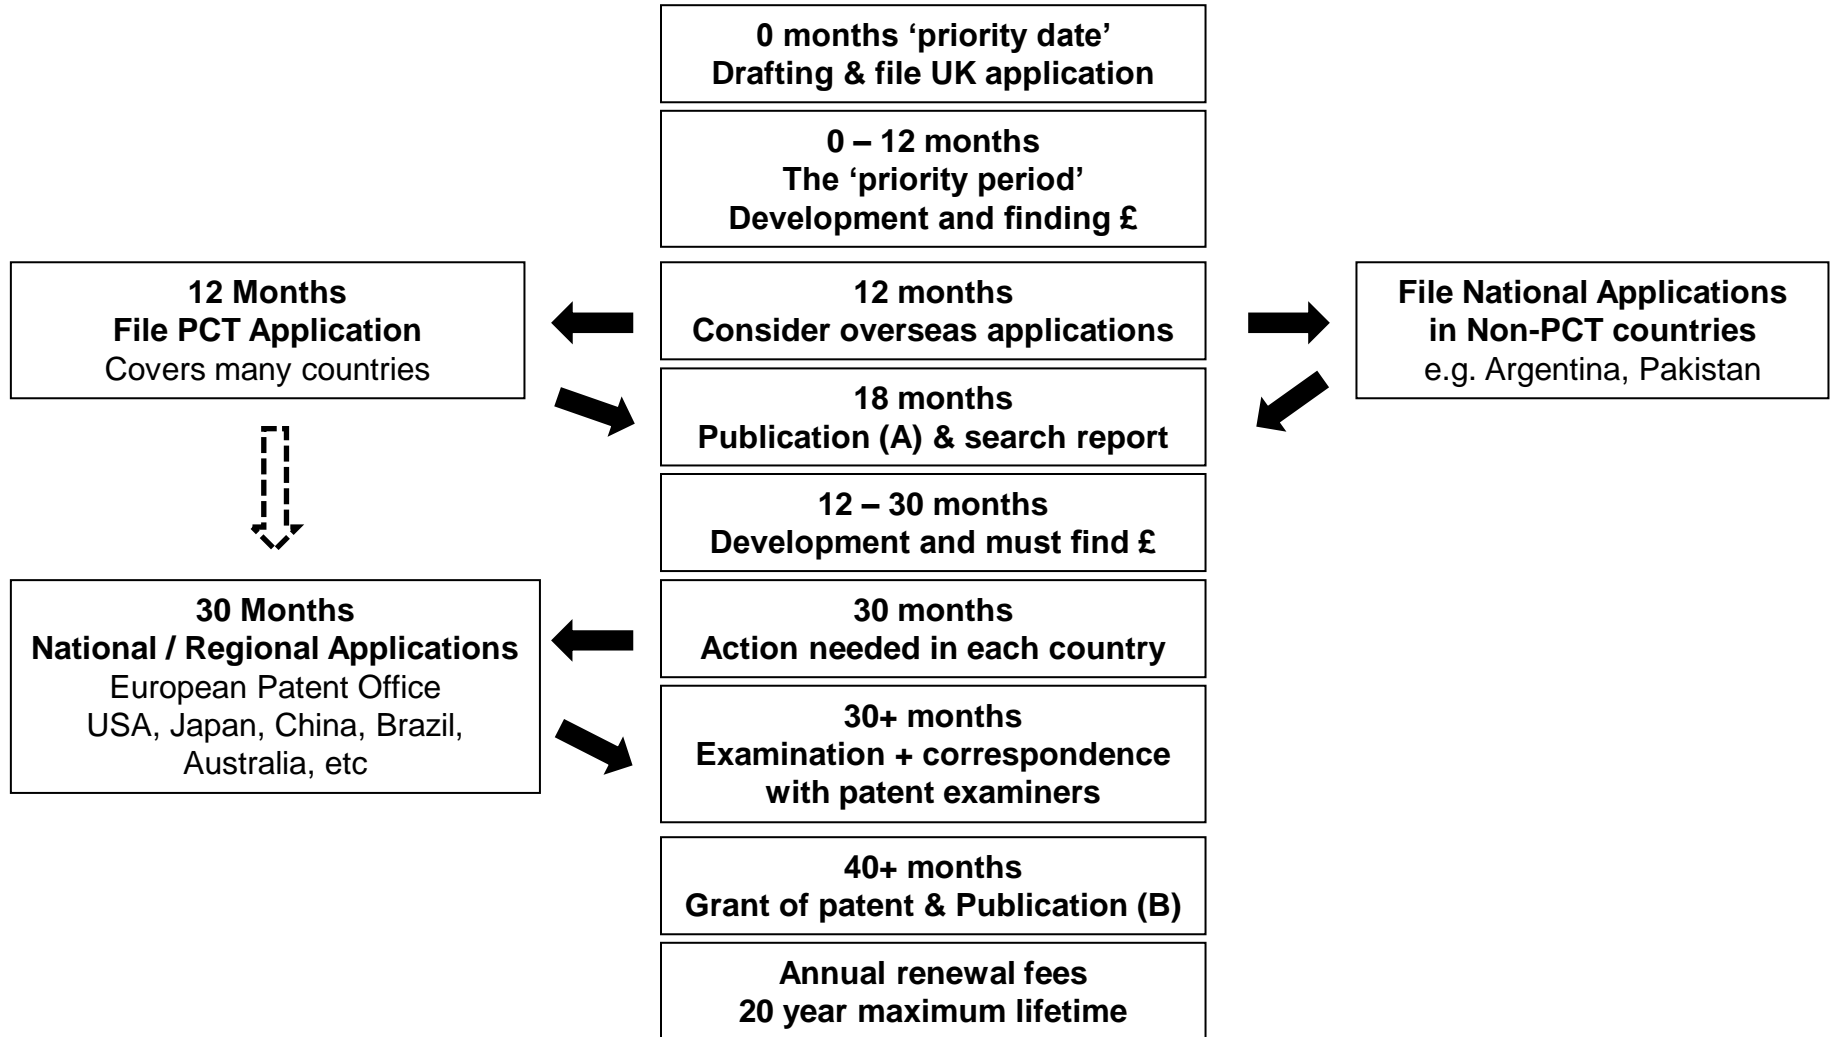 0 months ‘priority date’
Drafting & file UK application
0 – 12 months
The ‘priority period’
Development and finding £
12 Months
File PCT Application
Covers many countries
12 months
Consider overseas applications
File National Applications
in Non-PCT countries
e.g. Argentina, Pakistan
18 months
Publication (A) & search report
12 – 30 months
Development and must find £
30 Months
National / Regional Applications
European Patent Office
USA, Japan, China, Brazil,
Australia, etc
30 months
Action needed in each country
30+ months
Examination + correspondence
with patent examiners
40+ months
Grant of patent & Publication (B)
Annual renewal fees
20 year maximum lifetime